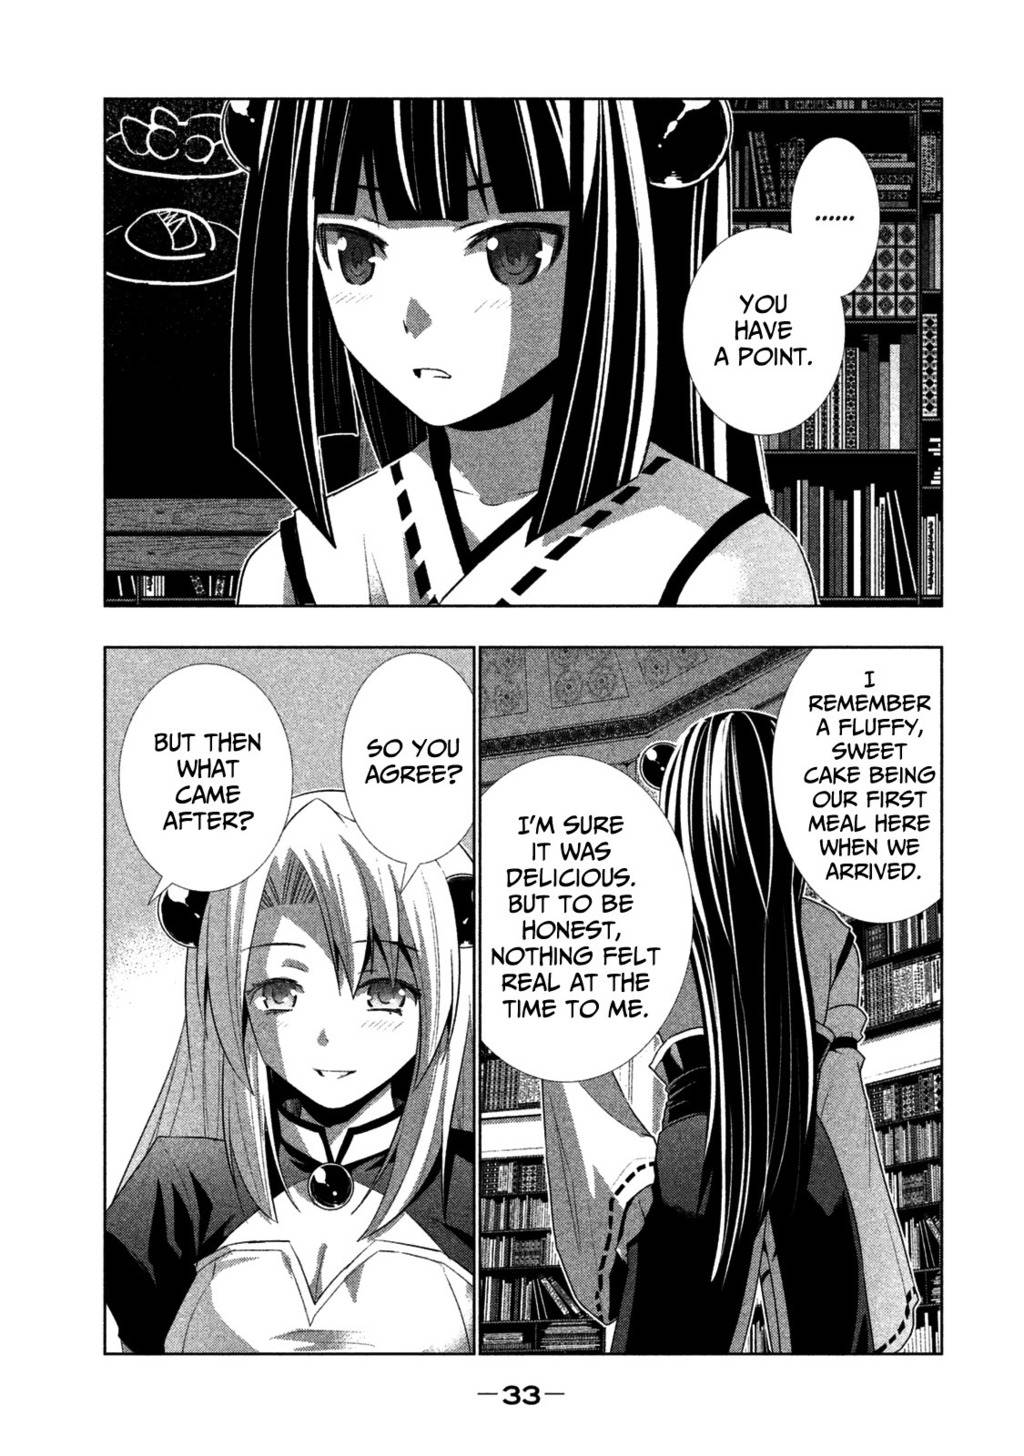 ......
YOU
HAVE
A POINT.
I
REMEMBER
A FLUFFY,
SWEET
CAKE BEING
OUR FIRST
MEAL HERE
WHEN WE
ARRIVED.
I'M SURE
IT WAS
DELICIOUS.
BUT TO BE
HONEST,
NOTHING FELT
REAL AT THE
TIME TO ME.
SO YOU
AGREE?
BUT THEN
WHAT
CAME
AFTER?
—33—